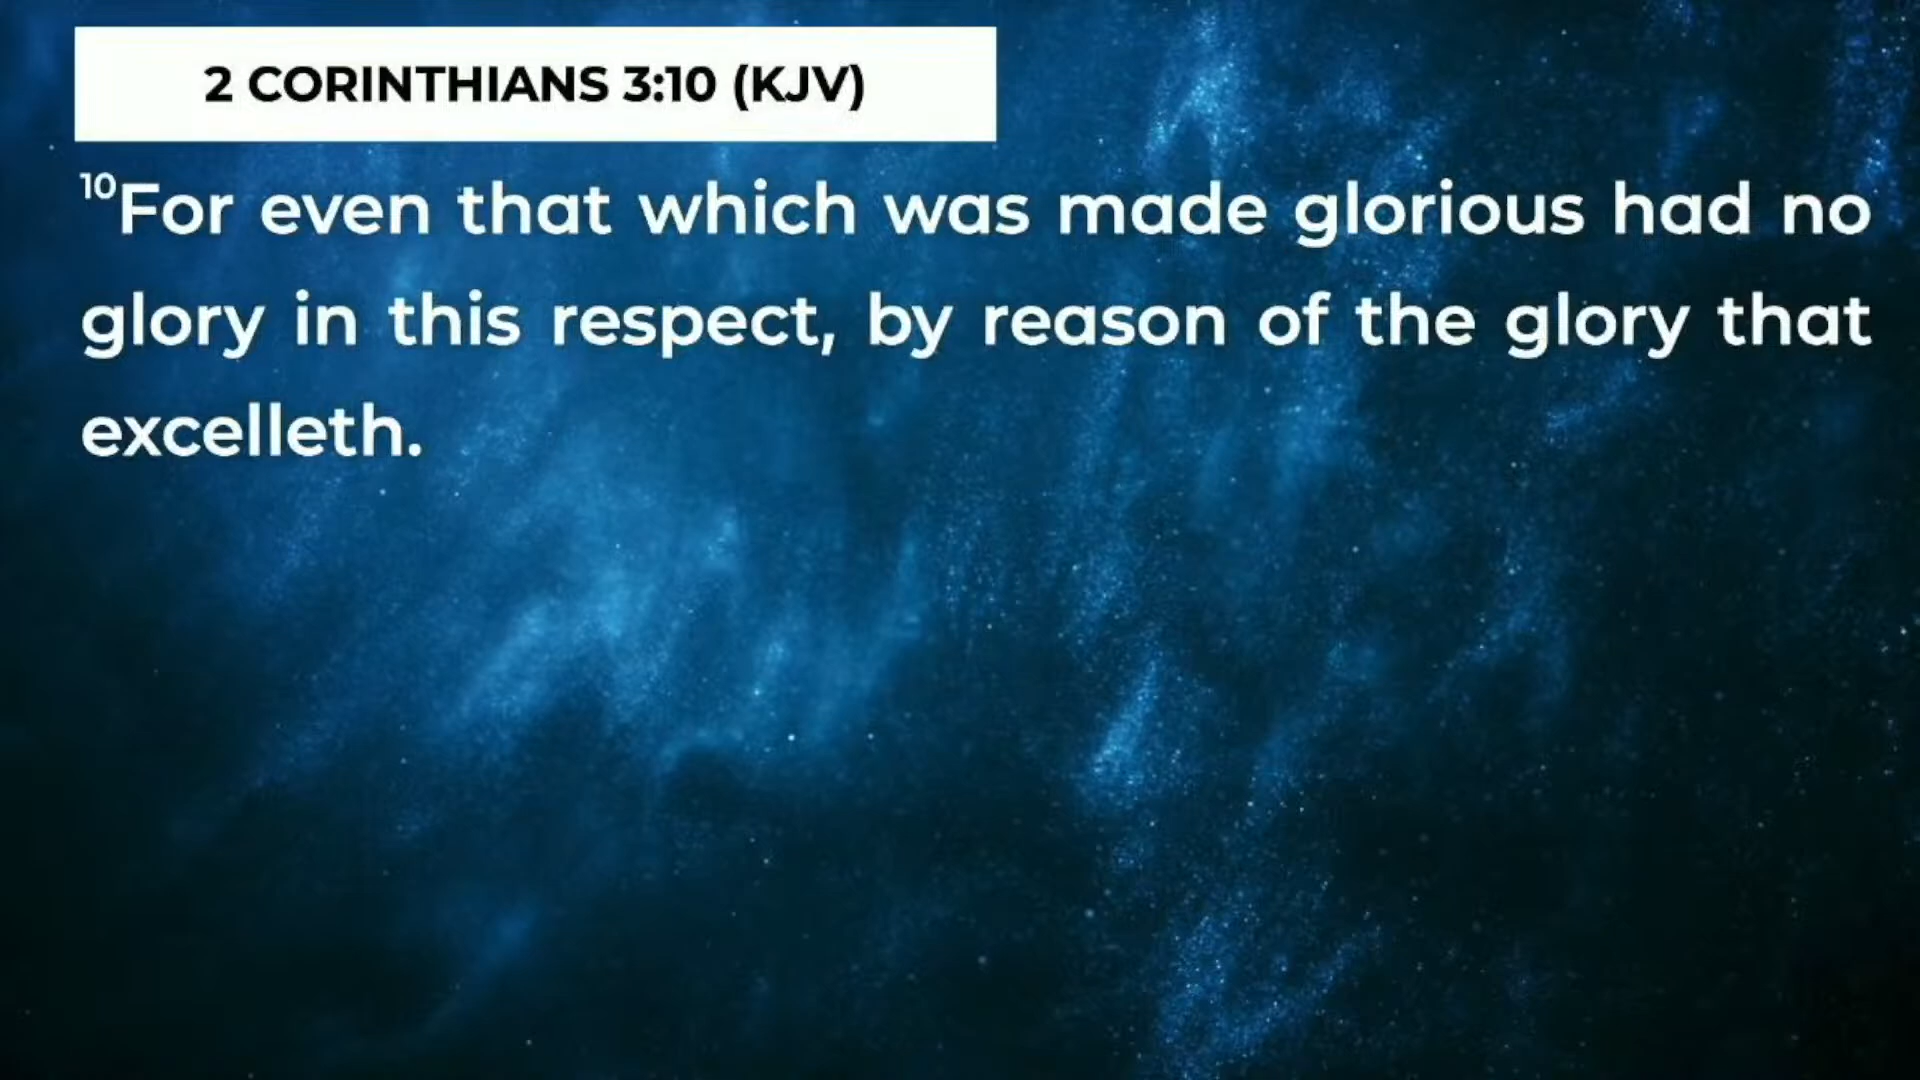 2 CORINTHIANS 3:10 (KJV)
¹⁰For even that which was made glorious had no
glory in this respect, by reason of the glory that
excelleth.